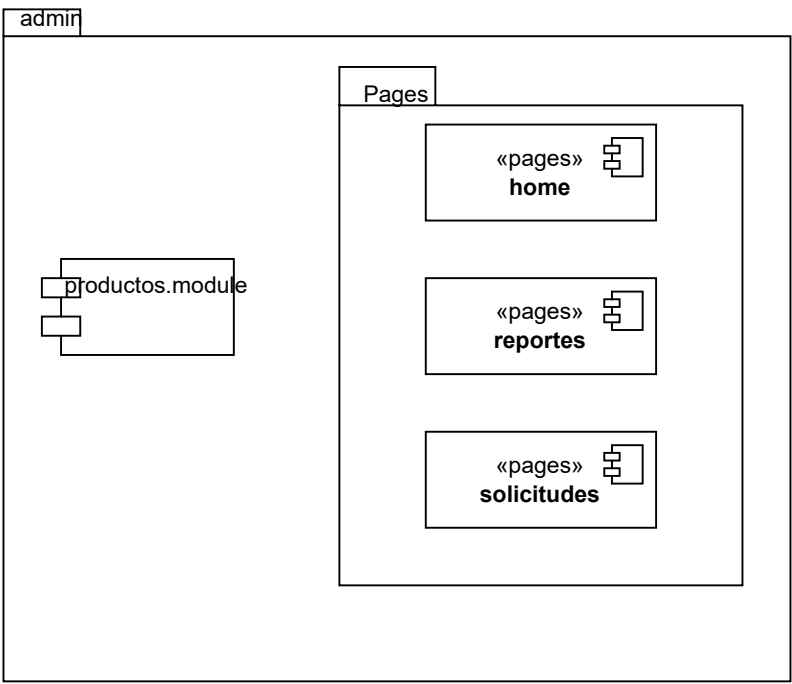 admin
Pages
«pages»
home
productos.module
«pages»
reportes
«pages»
solicitudes